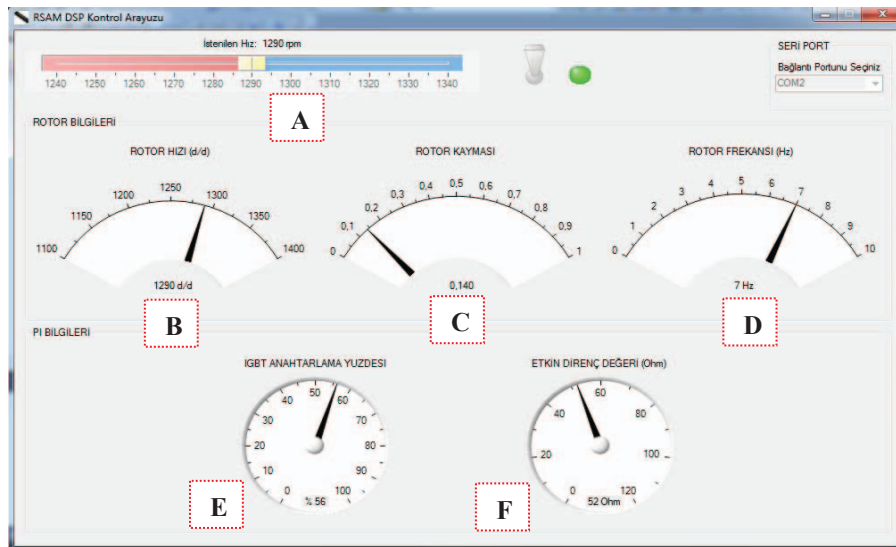 RSAM DSP Kontrol Arayuzu
İstenilen Hız: 1290 rpm
1240 1250 1260 1270 1280 1290 1300 1310 1320 1330 1340
SERİ PORT
Bağlantı Portunu Seçiniz
COM2
A
ROTOR BİLGİLERİ
ROTOR HIZI (d/d)
1100 1150 1200 1250 1300 1350 1400
1290 d/d
B
ROTOR KAYMASI
0 0,1 0,2 0,3 0,4 0,5 0,6 0,7 0,8 0,9 1
0,140
C
ROTOR FREKANSI (Hz)
0 1 2 3 4 5 6 7 8 9 10
7 Hz
D
PI BİLGİLERİ
IGBT ANAHTARLAMA YUZDESI
0 10 20 30 40 50 60 70 80 90 100
% 56
E
ETKİN DİRENÇ DEĞERİ (Ohm)
0 20 40 60 80 100 120
52 Ohm
F